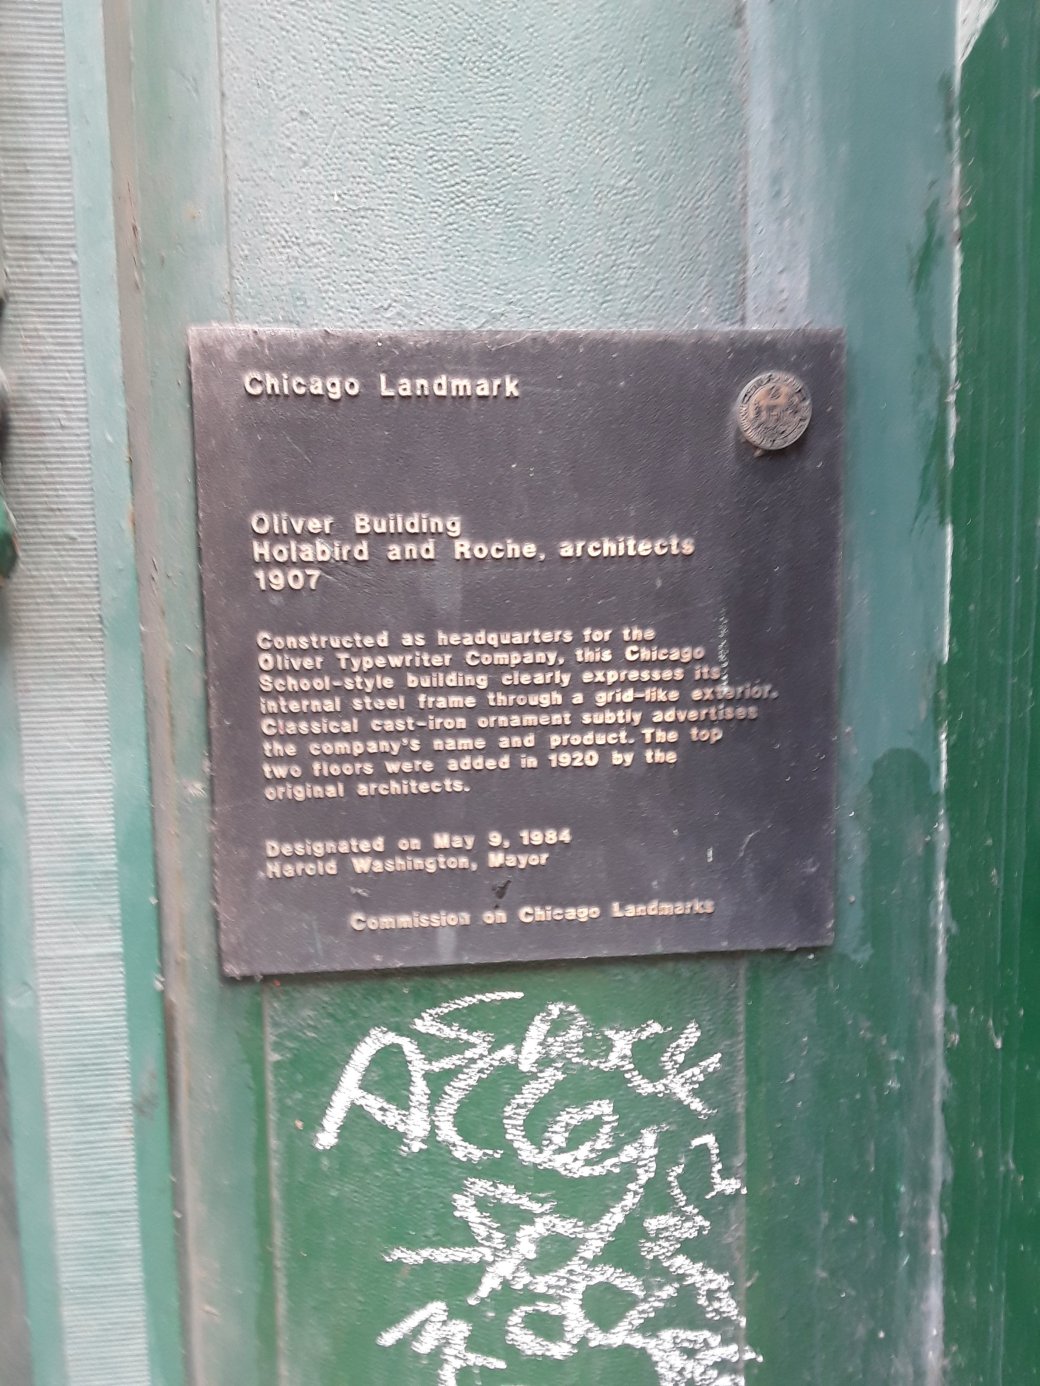 Chicago Landmark
Oliver Building
Holabird and Roche, architects
1907
Constructed as headquarters for the
Oliver Typewriter Company, this Chicago
School-style building clearly expresses its
internal steel frame through a grid-like exterior.
Classical cast-iron ornament subtly advertises
the company's name and product. The top
two floors were added in 1920 by the
original architects.
Designated on May 9, 1984
Harold Washington, Mayor
Commission on Chicago Landmarks